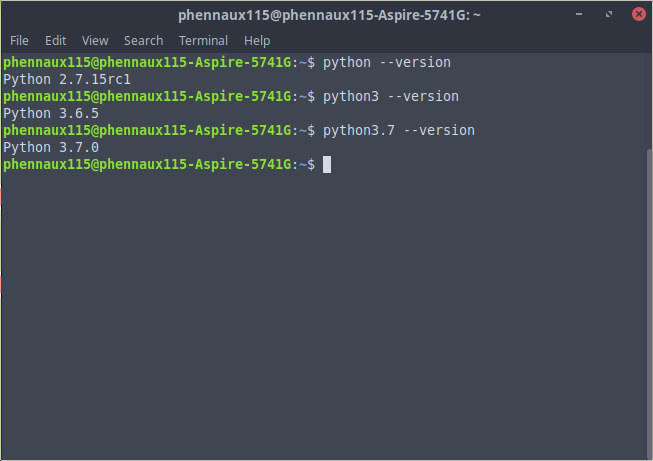 phennaux115@phennaux115-Aspire-5741G: ~
File Edit View Search Terminal Help
phennaux115@phennaux115-Aspire-5741G:~$ python --version
Python 2.7.15rc1
phennaux115@phennaux115-Aspire-5741G:~$ python3 --version
Python 3.6.5
phennaux115@phennaux115-Aspire-5741G:~$ python3.7 --version
Python 3.7.0
phennaux115@phennaux115-Aspire-5741G:~$